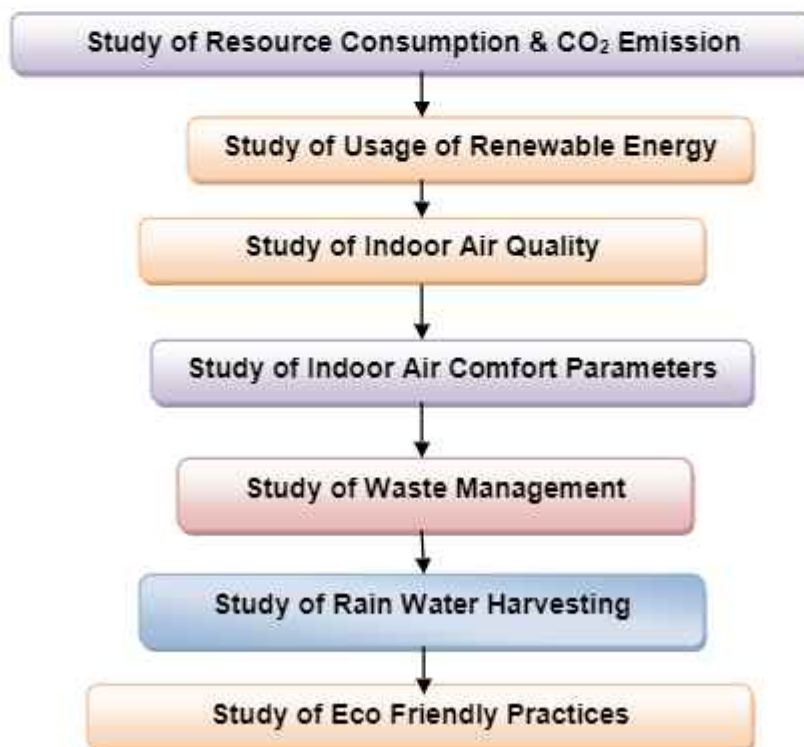 Study of Resource Consumption & CO₂ Emission
Study of Usage of Renewable Energy
Study of Indoor Air Quality
Study of Indoor Air Comfort Parameters
Study of Waste Management
Study of Rain Water Harvesting
Study of Eco Friendly Practices